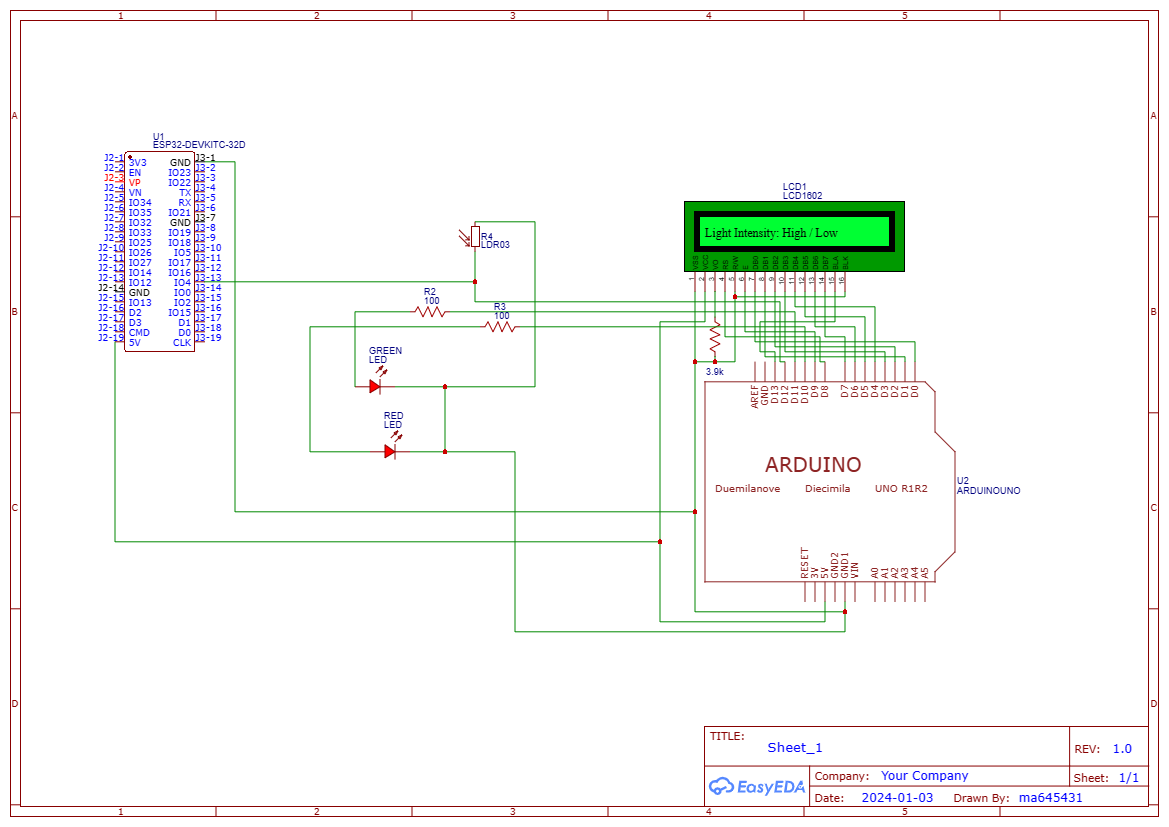 1 2 3 4 5
A A
B B
C C
D D
1 2 3 4 5
U1
ESP32-DEVKITC-32D
J2-1 3V3 GND J3-1
J2-2 EN IO23 J3-2
J2-3 VP IO22 J3-3
J2-4 VN TX J3-4
J2-5 IO34 RX J3-5
J2-6 IO35 IO21 J3-6
J2-7 IO32 GND J3-7
J2-8 IO33 IO19 J3-8
J2-9 IO25 IO18 J3-9
J2-10 IO26 IO5 J3-10
J2-11 IO27 IO17 J3-11
J2-12 IO14 IO16 J3-12
J2-13 IO12 IO4 J3-13
J2-14 GND IO0 J3-14
J2-15 IO13 IO2 J3-15
J2-16 D2 IO15 J3-16
J2-17 D3 D1 J3-17
J2-18 CMD D0 J3-18
J2-19 5V CLK J3-19
R4
LDR03
R2
100
R3
100
GREEN
LED
RED
LED
LCD1
LCD1602
Light Intensity: High / Low
VSS VCC VO RS R/W E DB0 DB1 DB2 DB3 DB4 DB5 DB6 DB7 BLA BLK
1 2 3 4 5 6 7 8 9 10 11 12 13 14 15 16
3.9k
AREF GND D13 D12 D11 D10 D9 D8 D7 D6 D5 D4 D3 D2 D1 D0
ARDUINO
Duemilanove Diecimila UNO R1R2
U2
ARDUINOUNO
RESET 3V 5V GND2 GND1 VIN A0 A1 A2 A3 A4 A5
TITLE:
Sheet_1
REV: 1.0
EasyEDA
Company: Your Company
Sheet: 1/1
Date: 2024-01-03 Drawn By: ma645431